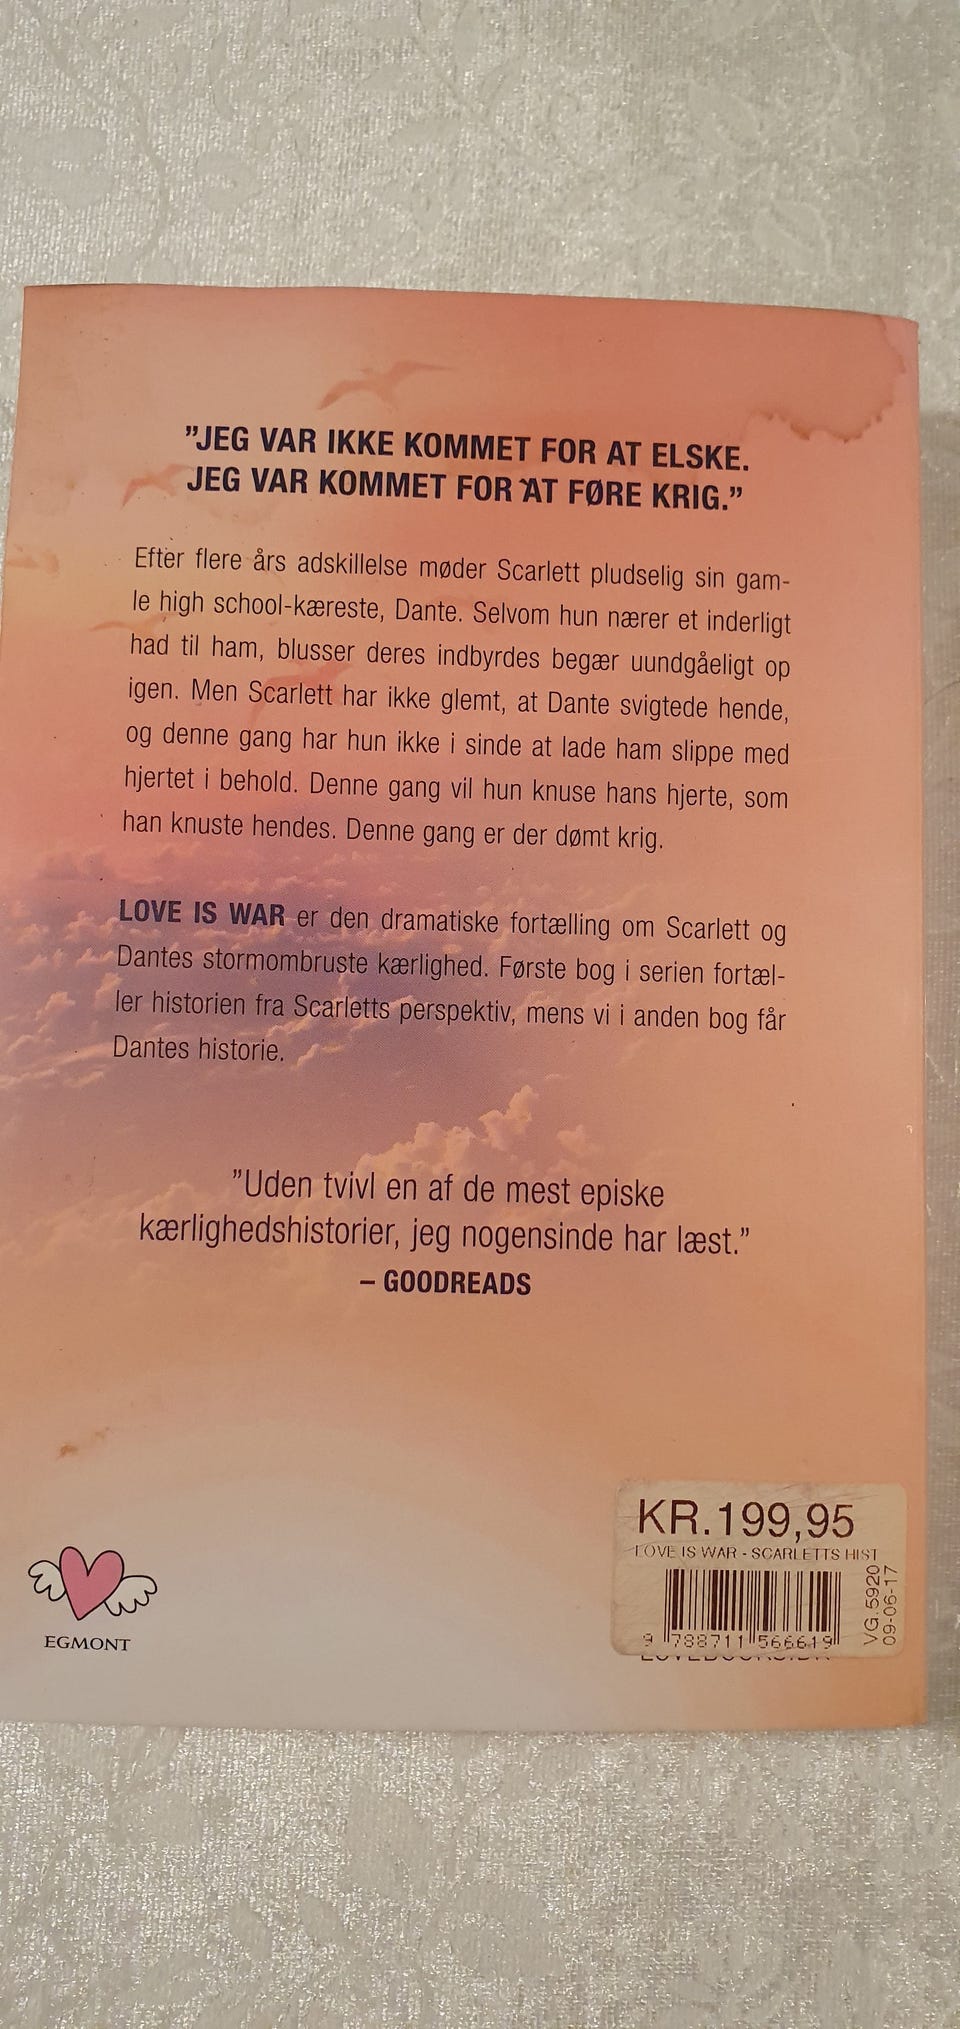 ”JEG VAR IKKE KOMMET FOR AT ELSKE.
JEG VAR KOMMET FOR AT FØRE KRIG.”
Efter flere års adskillelse møder Scarlett pludselig sin gam-
le high school-kæreste, Dante. Selvom hun nærer et inderligt
had til ham, blusser deres indbyrdes begær uundgåeligt op
igen. Men Scarlett har ikke glemt, at Dante svigtede hende,
og denne gang har hun ikke i sinde at lade ham slippe med
hjertet i behold. Denne gang vil hun knuse hans hjerte, som
han knuste hendes. Denne gang er der dømt krig.
LOVE IS WAR er den dramatiske fortælling om Scarlett og
Dantes stormombruste kærlighed. Første bog i serien fortæl-
ler historien fra Scarletts perspektiv, mens vi i anden bog får
Dantes historie.
”Uden tvivl en af de mest episke
kærlighedshistorier, jeg nogensinde har læst.”
– GOODREADS
EGMONT
KR.199,95
LOVE IS WAR - SCARLETTS HIST
9 788711 566619
VG.5920
09-06-17